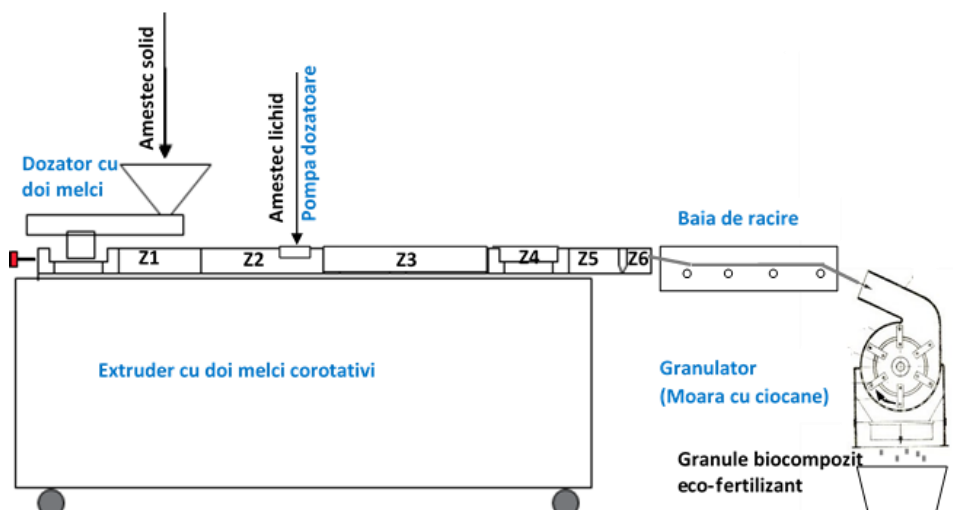 Amestec solid
Dozator cu
doi melci
Amestec lichid
Pompa dozatoare
Baia de racire
Z1
Z2
Z3
Z4
Z5
Z6
Extruder cu doi melci corotativi
Granulator
(Moara cu ciocane)
Granule biocompozit
eco-fertilizant